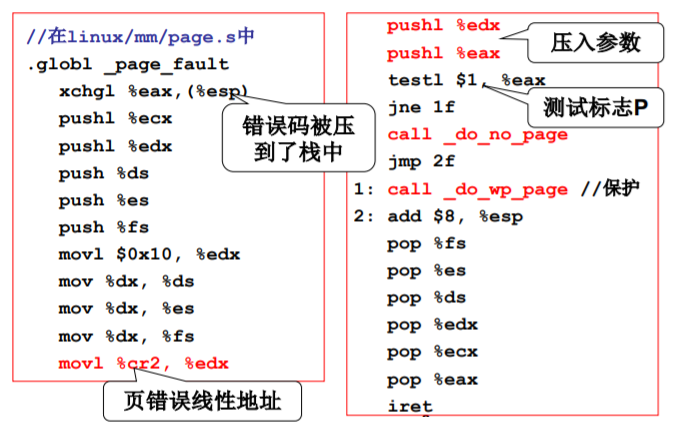 //在linux/mm/page.s中
.globl _page_fault
xchgl %eax,(%esp)
pushl %ecx
pushl %edx
push %ds
push %es
push %fs
movl $0x10, %edx
mov %dx, %ds
mov %dx, %es
mov %dx, %fs
movl %cr2, %edx
错误码被压
到了栈中
页错误线性地址
pushl %edx
pushl %eax
testl $1, %eax
jne 1f
call _do_no_page
jmp 2f
1: call _do_wp_page //保护
2: add $8, %esp
pop %fs
pop %es
pop %ds
pop %edx
pop %ecx
pop %eax
iret
压入参数
测试标志P